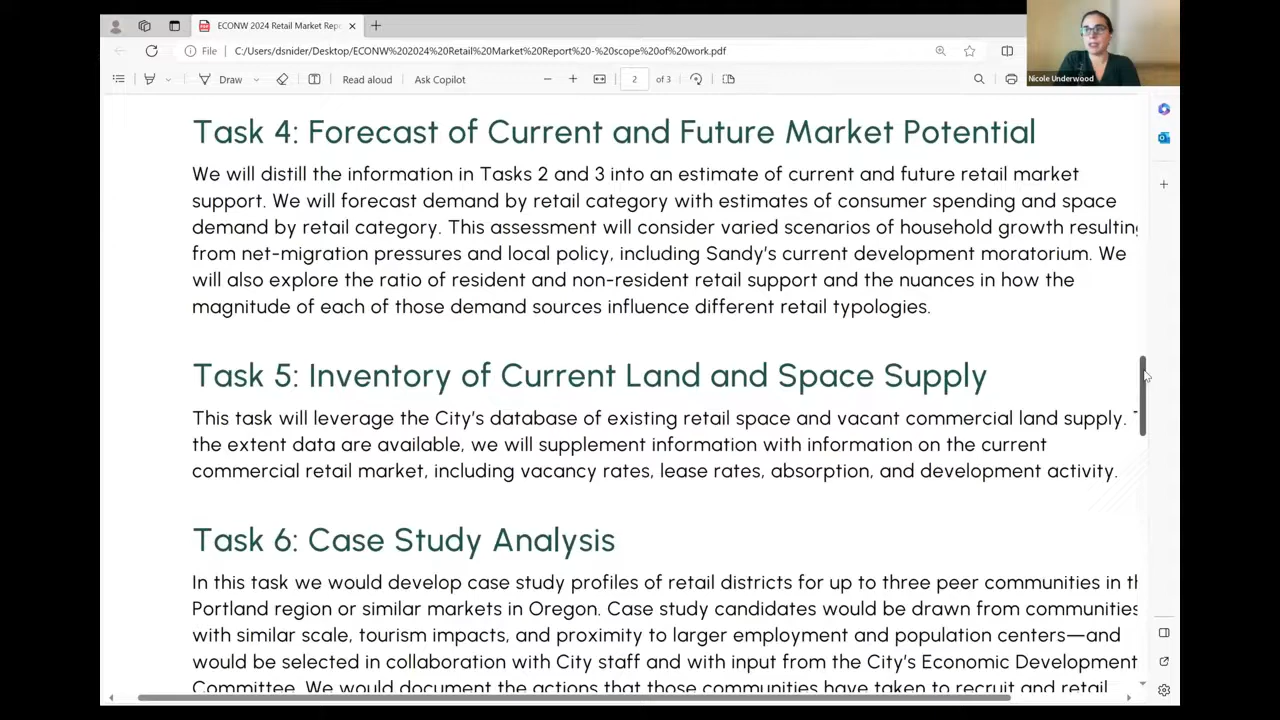 ECONW 2024 Retail Market Repo
File
C:/Users/dsnider/Desktop/ECONW%202024%20Retail%20Market%20Report%20-%20scope%20of%20work.pdf
Draw
Read aloud
Ask Copilot
2 of 3
Nicole Underwood
Task 4: Forecast of Current and Future Market Potential
We will distill the information in Tasks 2 and 3 into an estimate of current and future retail market
support. We will forecast demand by retail category with estimates of consumer spending and space
demand by retail category. This assessment will consider varied scenarios of household growth resulting
from net-migration pressures and local policy, including Sandy's current development moratorium. We
will also explore the ratio of resident and non-resident retail support and the nuances in how the
magnitude of each of those demand sources influence different retail typologies.
Task 5: Inventory of Current Land and Space Supply
This task will leverage the City's database of existing retail space and vacant commercial land supply.
the extent data are available, we will supplement information with information on the current
commercial retail market, including vacancy rates, lease rates, absorption, and development activity.
Task 6: Case Study Analysis
In this task we would develop case study profiles of retail districts for up to three peer communities in th
Portland region or similar markets in Oregon. Case study candidates would be drawn from communities
with similar scale, tourism impacts, and proximity to larger employment and population centers—and
would be selected in collaboration with City staff and with input from the City's Economic Development
Committee. We would document the actions that those communities have taken to recruit and retail